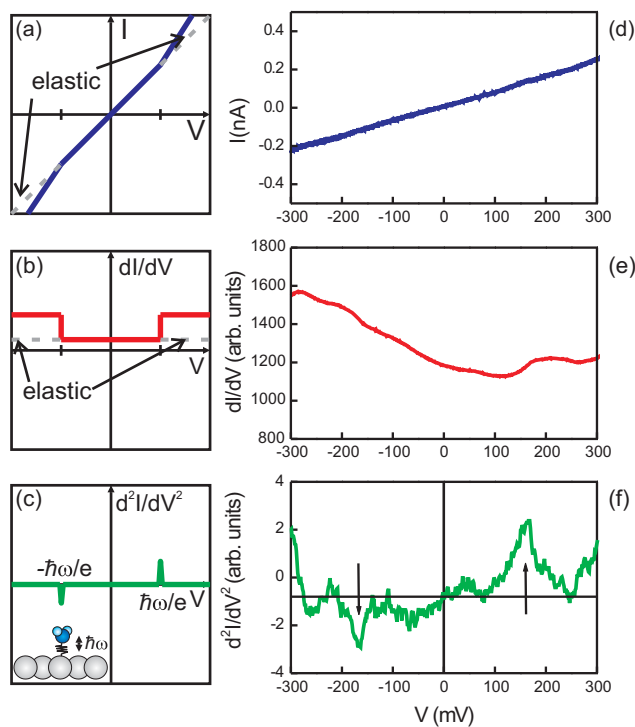 (a)
I
elastic
V
(b)
dI/dV
V
elastic
(c)
d²I/dV²
-ħω/e
ħω/e
V
ħω
(d)
I(nA)
0.4
0.2
0.0
-0.2
-0.4
-300 -200 -100 0 100 200 300
(e)
dI/dV (arb. units)
1800
1600
1400
1200
1000
800
-300 -200 -100 0 100 200 300
(f)
d²I/dV² (arb. units)
4
2
0
-2
-4
-300 -200 -100 0 100 200 300
V (mV)